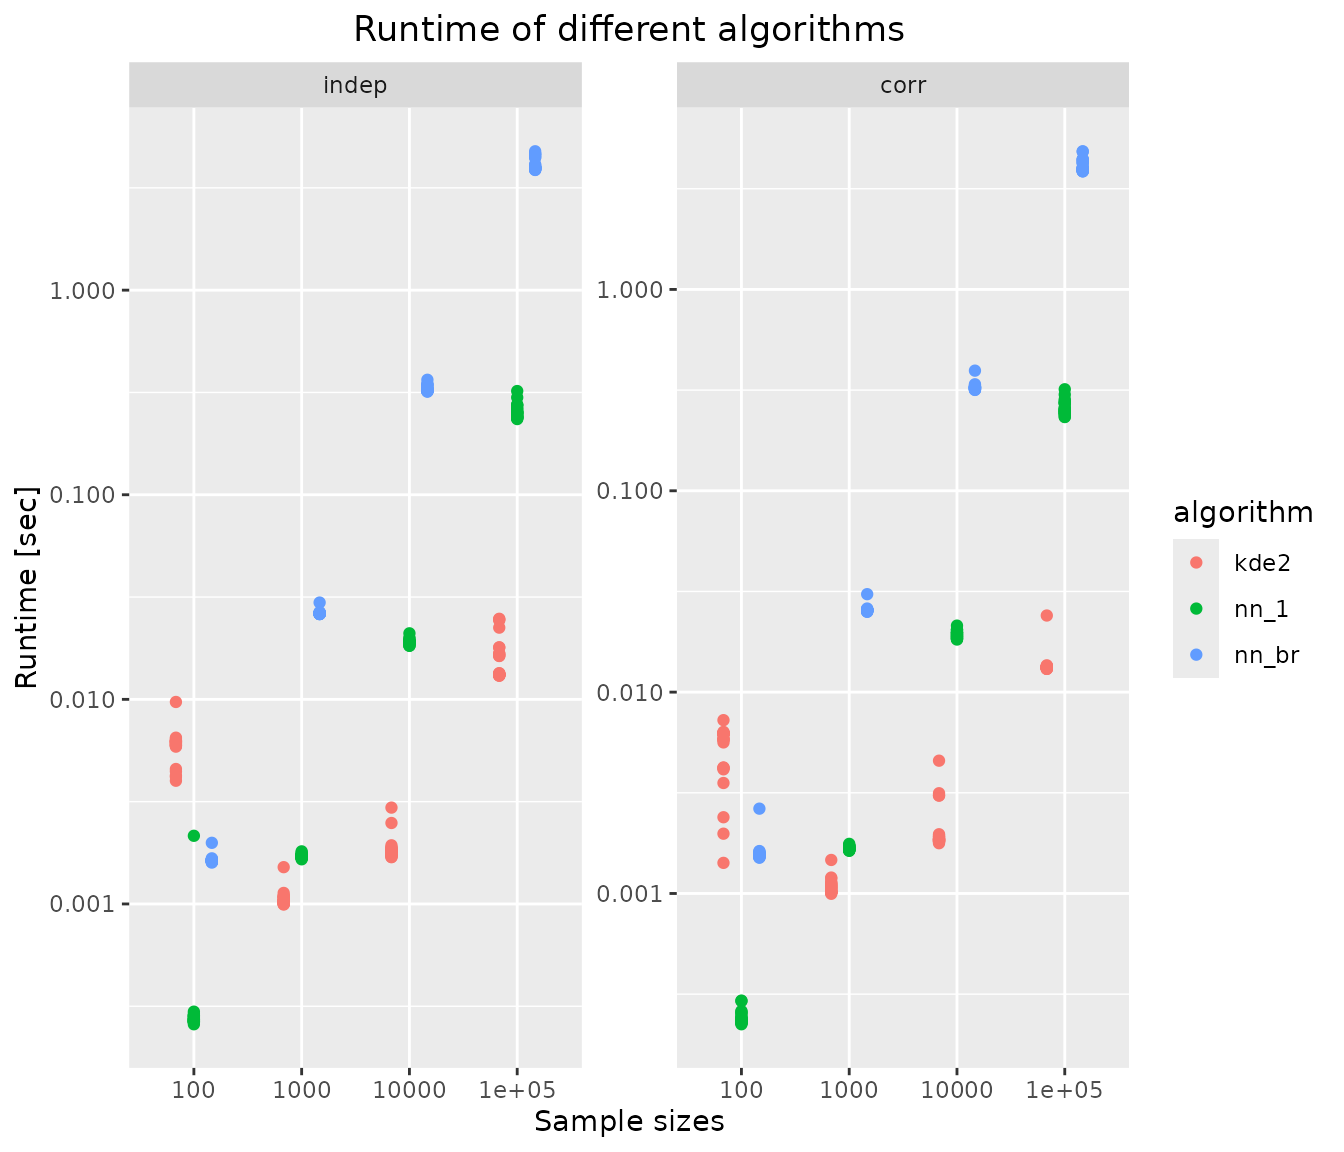 Runtime of different algorithms
indep
corr
Runtime [sec]
1.000
0.100
0.010
0.001
1.000
0.100
0.010
0.001
100 1000 10000 1e+05
100 1000 10000 1e+05
Sample sizes
algorithm
kde2
nn_1
nn_br